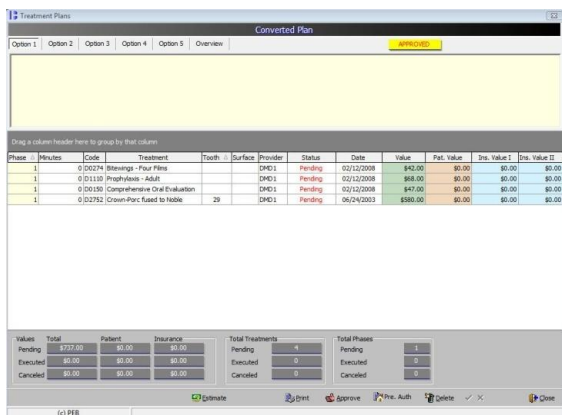 Treatment Plans
Converted Plan
Option 1 Option 2 Option 3 Option 4 Option 5 Overview APPROVED
Drag a column header here to group by that column
Phase Minutes Code Treatment Tooth Surface Provider Status Date Value Pat. Value Ins. Value I Ins. Value II
1 0 D0274 Bitewings - Four Films DMD1 Pending 02/12/2008 $42.00 $0.00 $0.00 $0.00
1 0 D1110 Prophylaxis - Adult DMD1 Pending 02/12/2008 $68.00 $0.00 $0.00 $0.00
1 0 D0150 Comprehensive Oral Evaluation DMD1 Pending 02/12/2008 $47.00 $0.00 $0.00 $0.00
1 0 D2752 Crown-Porc fused to Noble 29 DMD1 Pending 06/24/2003 $580.00 $0.00 $0.00 $0.00
Values Total Patient Insurance Total Treatments Total Phases
Pending $737.00 $0.00 $0.00 Pending 4 Pending 1
Executed $0.00 $0.00 $0.00 Executed 0 Executed 0
Canceled $0.00 $0.00 $0.00 Canceled 0 Canceled 0
Estimate Print Approve Pre. Auth Delete Close
(c) PEB